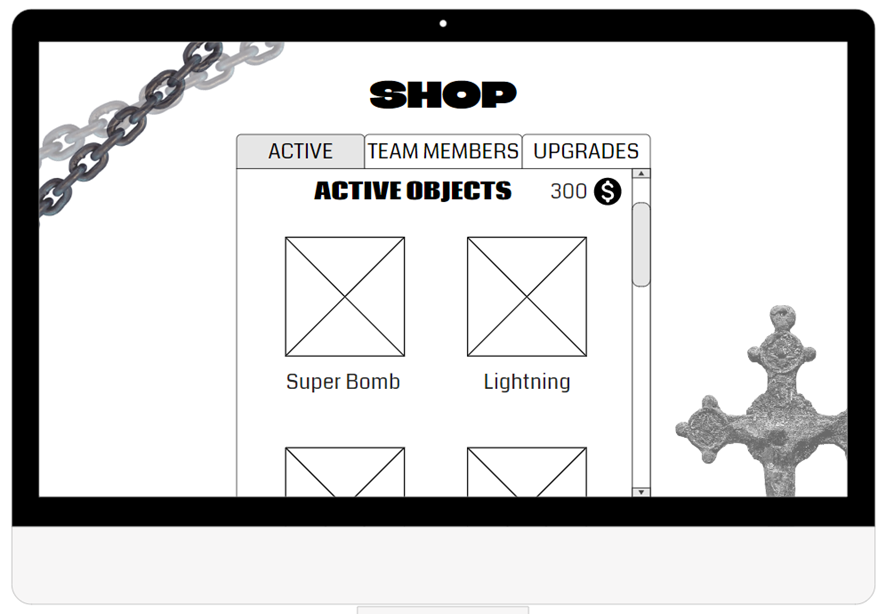 SHOP
ACTIVE TEAM MEMBERS UPGRADES
ACTIVE OBJECTS 300 $
Super Bomb Lightning